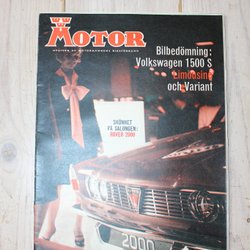 MOTOR
Bilbedömning:
Volkswagen 1500 S
Limousine
och Variant
SKÖNHET
PÅ SALONGEN:
ROVER 2000
2000